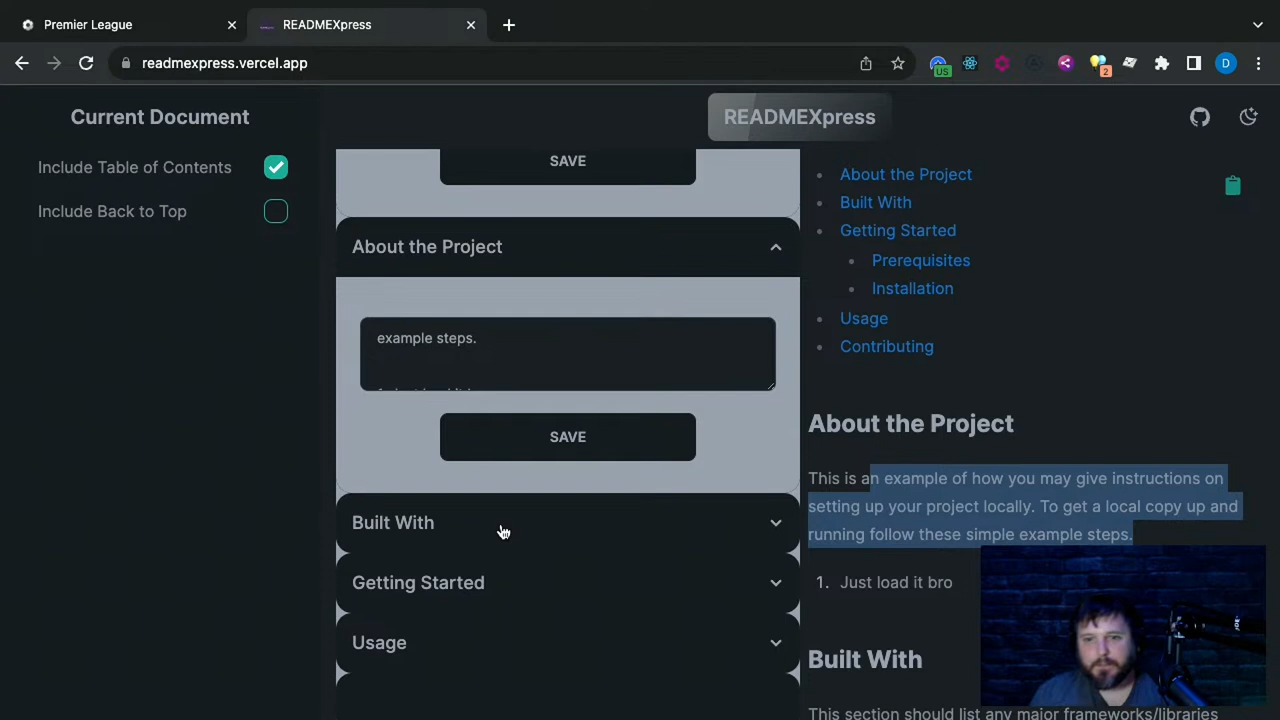 Premier League
READMEXpress
readmexpress.vercel.app
US
2
D
Current Document
Include Table of Contents
Include Back to Top
READMEXpress
SAVE
About the Project
example steps.
SAVE
Built With
Getting Started
Usage
About the Project
Built With
Getting Started
Prerequisites
Installation
Usage
Contributing
About the Project
This is an example of how you may give instructions on
setting up your project locally. To get a local copy up and
running follow these simple example steps.
1. Just load it bro
Built With
This section should list any major frameworks/libraries